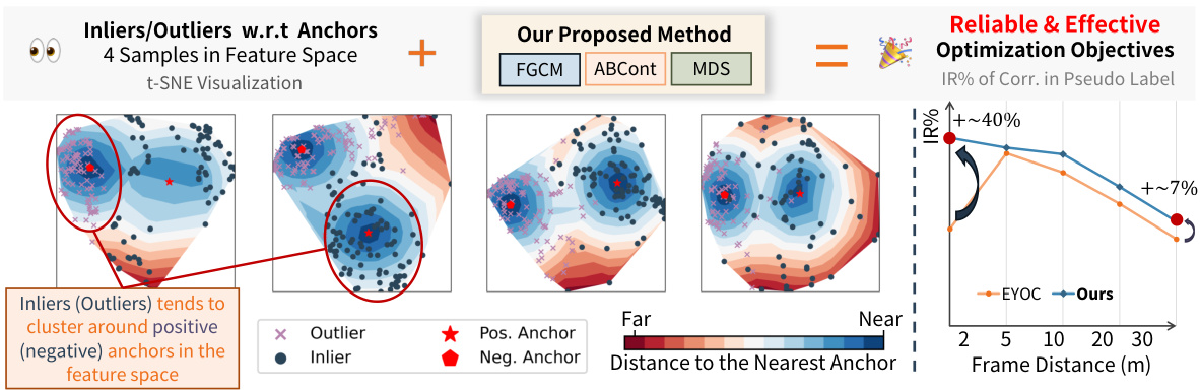 Inliers/Outliers w.r.t Anchors
4 Samples in Feature Space
t-SNE Visualization
+
Our Proposed Method
FGCM
ABCont
MDS
=
Reliable & Effective
Optimization Objectives
IR% of Corr. in Pseudo Label
Inliers (Outliers) tends to
cluster around positive
(negative) anchors in the
feature space
Outlier
Inlier
Pos. Anchor
Neg. Anchor
Far
Near
Distance to the Nearest Anchor
IR%
+~40%
+~7%
EYOC
Ours
2 5 10 20 30
Frame Distance (m)